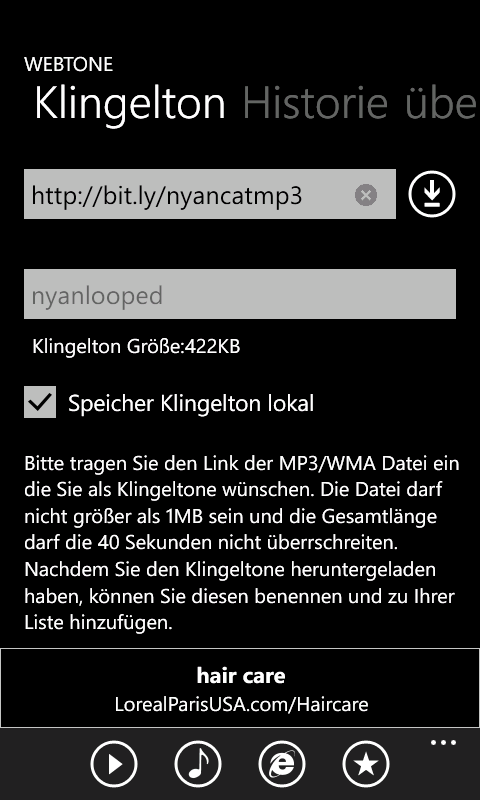 WEBTONE
Klingelton Historie übe
http://bit.ly/nyancatmp3
nyanlooped
Klingelton Größe:422KB
Speicher Klingelton lokal
Bitte tragen Sie den Link der MP3/WMA Datei ein
die Sie als Klingeltone wünschen. Die Datei darf
nicht größer als 1MB sein und die Gesamtlänge
darf die 40 Sekunden nicht überrschreiten.
Nachdem Sie den Klingeltone heruntergeladen
haben, können Sie diesen benennen und zu Ihrer
Liste hinzufügen.
hair care
LorealParisUSA.com/Haircare